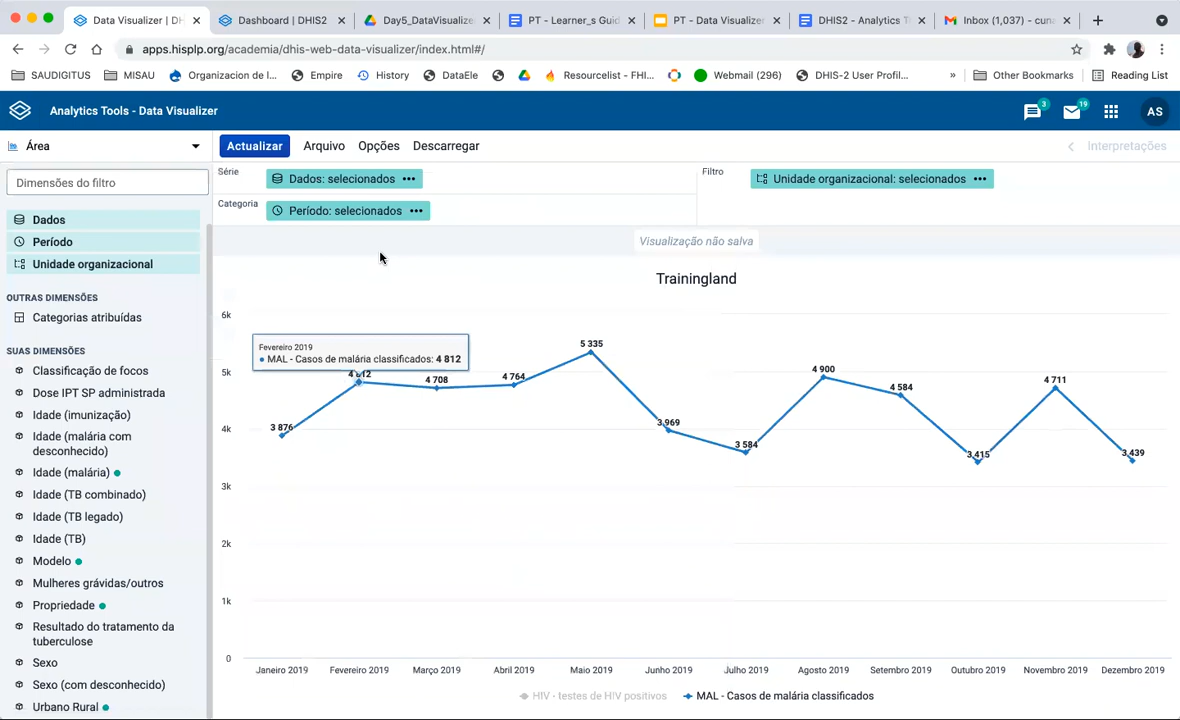 Data Visualizer | DH
Dashboard | DHIS2
Day5_DataVisualize
PT - Learner_s Guid
PT - Data Visualizer
DHIS2 - Analytics T
Inbox (1,037) - cuna
apps.hisplp.org/academia/dhis-web-data-visualizer/index.html#/
SAUDIGITUS
MISAU
Organizacion de I...
Empire
History
DataEle
Resourcelist - FHI...
Webmail (296)
DHIS-2 User Profil...
»
Other Bookmarks
Reading List
Analytics Tools - Data Visualizer
3
19
AS
Área
Actualizar
Arquivo
Opções
Descarregar
Interpretações
Dimensões do filtro
Série
Dados: selecionados
Filtro
Unidade organizacional: selecionados
Categoria
Período: selecionados
Dados
Período
Unidade organizacional
OUTRAS DIMENSÕES
Categorias atribuídas
SUAS DIMENSÕES
Classificação de focos
Dose IPT SP administrada
Idade (imunização)
Idade (malária com
desconhecido)
Idade (malária)
Idade (TB combinado)
Idade (TB legado)
Idade (TB)
Modelo
Mulheres grávidas/outros
Propriedade
Resultado do tratamento da
tuberculose
Sexo
Sexo (com desconhecido)
Urbano Rural
Visualização não salva
Trainingland
6k
5k
4k
3k
2k
1k
0
Fevereiro 2019
MAL - Casos de malária classificados: 4 812
3 876
4 812
4 708
4 764
5 335
3 969
3 584
4 900
4 584
3 415
4 711
3 439
Janeiro 2019
Fevereiro 2019
Março 2019
Abril 2019
Maio 2019
Junho 2019
Julho 2019
Agosto 2019
Setembro 2019
Outubro 2019
Novembro 2019
Dezembro 2019
HIV - testes de HIV positivos
MAL - Casos de malária classificados